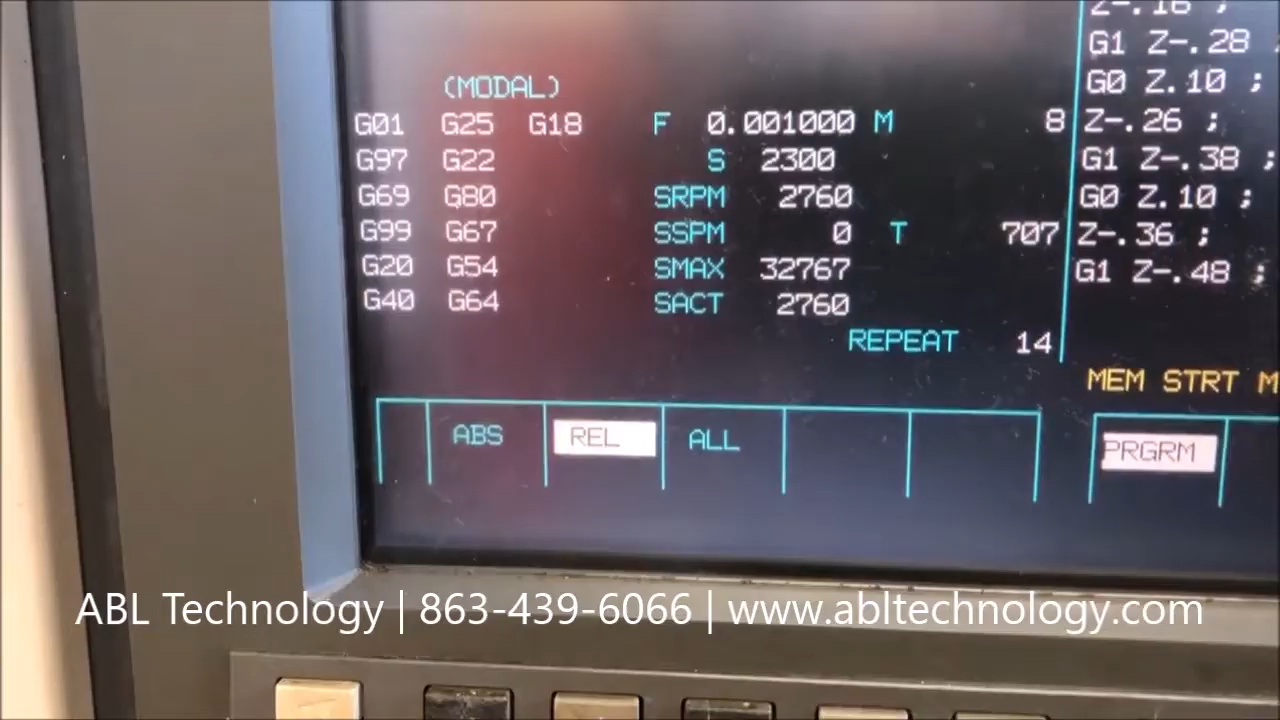 (MODAL)
G01 G25 G18 F 0.001000 M 8
G97 G22 S 2300
G69 G80 SRPM 2760
G99 G67 SSPM 0 T 707
G20 G54 SMAX 32767
G40 G64 SACT 2760
REPEAT 14
ABS REL ALL
Z-.16 ;
G1 Z-.28 ;
G0 Z.10 ;
Z-.26 ;
G1 Z-.38 ;
G0 Z.10 ;
Z-.36 ;
G1 Z-.48 ;
MEM STRT M
PRGRM
ABL Technology | 863-439-6066 | www.abltechnology.com